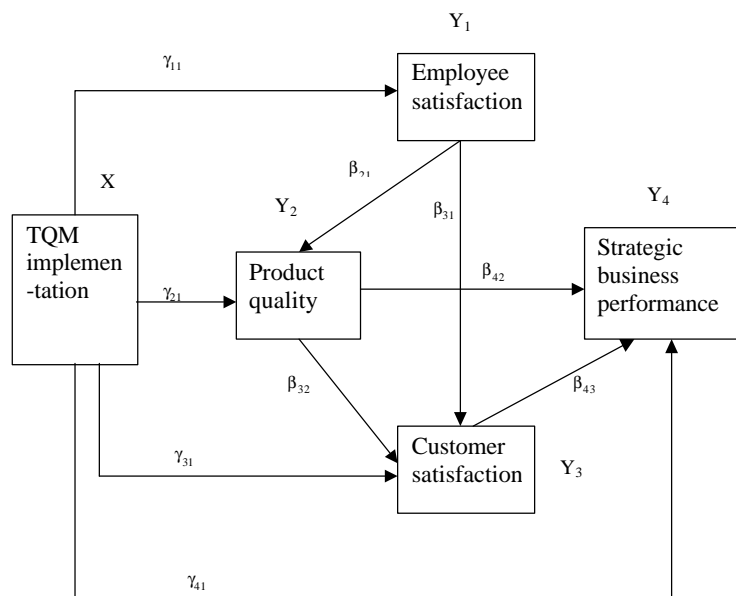 Y₁
γ₁₁
Employee
satisfaction
X
β₂₁
Y₂
β₃₁
Y₄
TQM
implemen
-tation
Strategic
business
performance
Product
quality
γ₂₁
β₄₂
β₃₂
β₄₃
Customer
satisfaction
γ₃₁
Y₃
γ₄₁